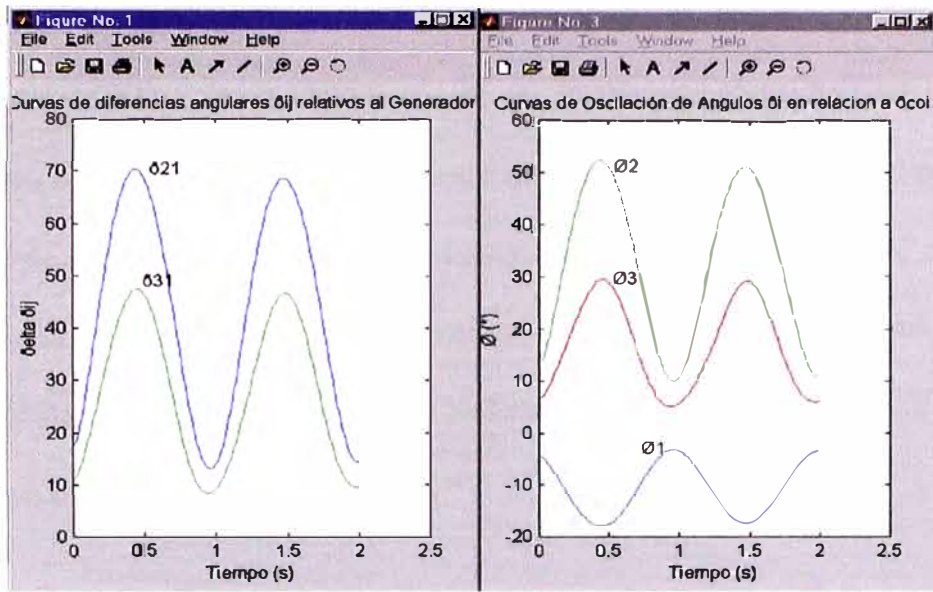 Figure No. 1
File Edit Tools Window Help
A
Curvas de diferencias angulares δij relativos al Generador
80
70
60
50
40
30
20
10
0
δelta δij
δ21
δ31
0 0.5 1 1.5 2 2.5
Tiempo (s)
Figure No. 3
File Edit Tools Window Help
A
Curvas de Oscilación de Angulos δi en relacion a δcoi
60
50
40
30
20
10
0
-10
-20
Ø (°)
Ø2
Ø3
Ø1
0 0.5 1 1.5 2 2.5
Tiempo (s)